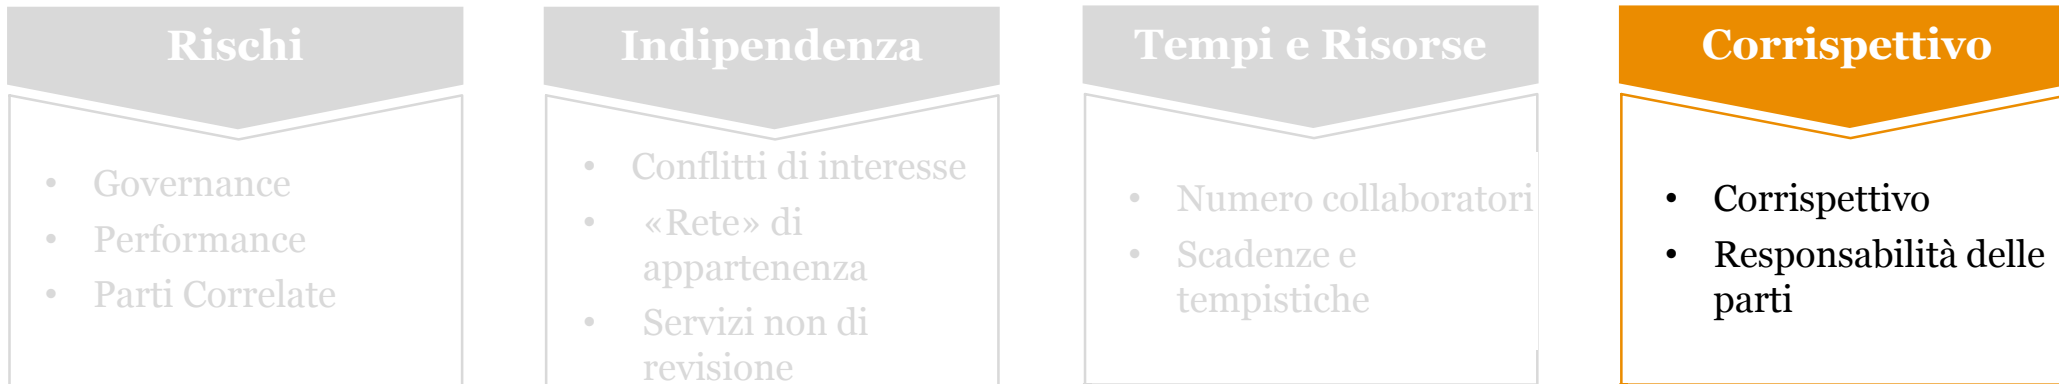 Rischi
• Governance
• Performance
• Parti Correlate
Indipendenza
• Conflitti di interesse
• «Rete» di
appartenenza
• Servizi non di
revisione
Tempi e Risorse
• Numero collaboratori
• Scadenze e
tempistiche
Corrispettivo
• Corrispettivo
• Responsabilità delle
parti